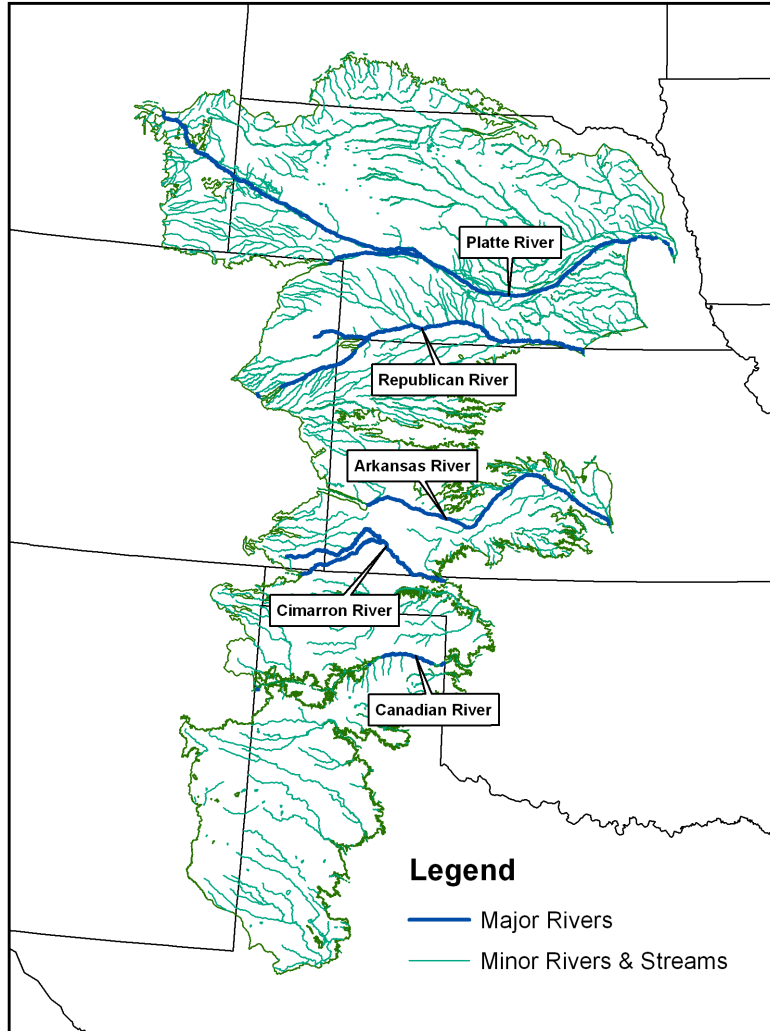 Platte River
Republican River
Arkansas River
Cimarron River
Canadian River
Legend
Major Rivers
Minor Rivers & Streams